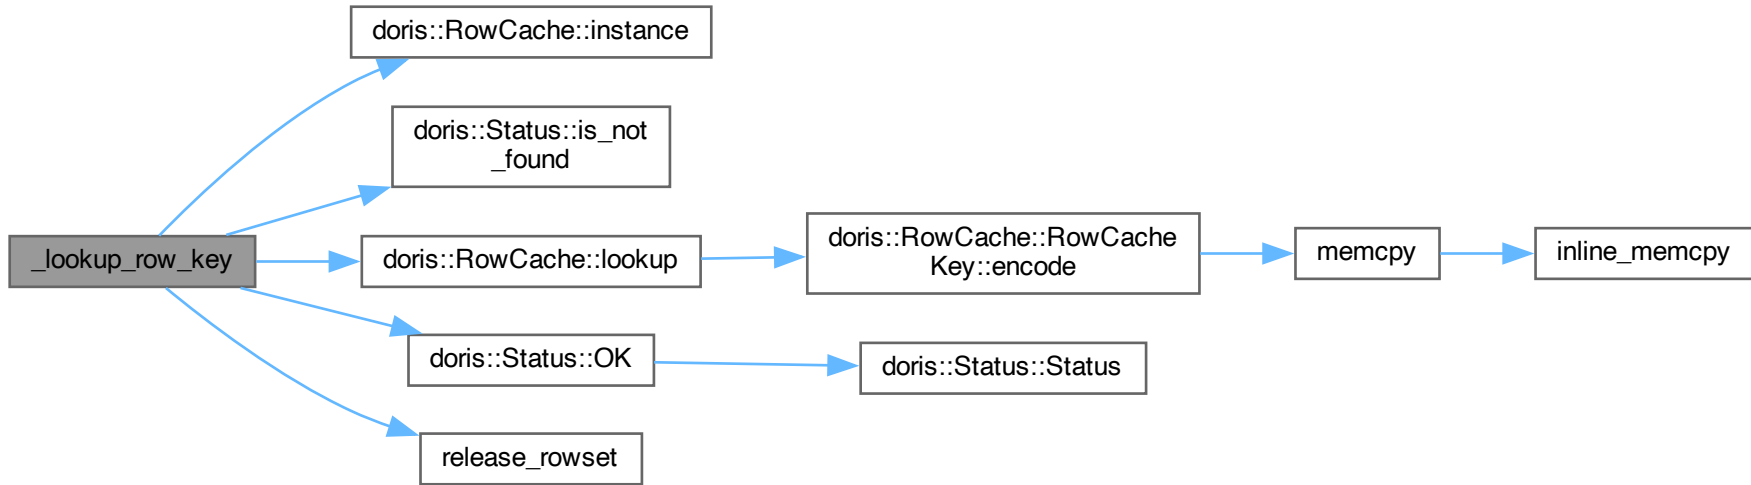 doris::RowCache::instance
doris::Status::is_not
_found
_lookup_row_key
doris::RowCache::lookup
doris::RowCache::RowCache
Key::encode
memcpy
inline_memcpy
doris::Status::OK
doris::Status::Status
release_rowset